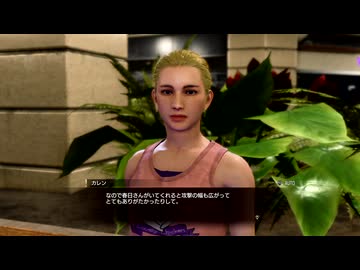 カレン
なので春日さんがいてくれると攻撃の幅も広がって
とてもありがたかったりして。
AUTO